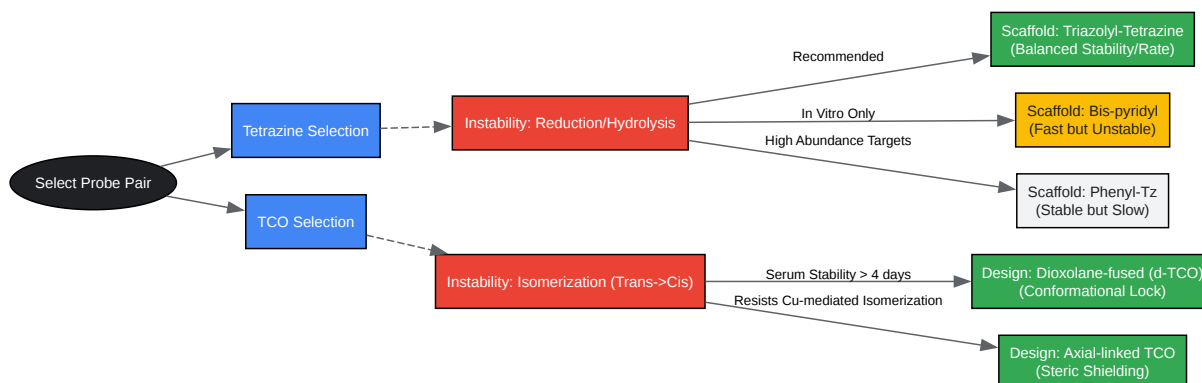 Select Probe Pair
Tetrazine Selection
TCO Selection
Instability: Reduction/Hydrolysis
Instability: Isomerization (Trans->Cis)
Recommended
In Vitro Only
High Abundance Targets
Serum Stability > 4 days
Resists Cu-mediated Isomerization
Scaffold: Triazolyl-Tetrazine
(Balanced Stability/Rate)
Scaffold: Bis-pyridyl
(Fast but Unstable)
Scaffold: Phenyl-Tz
(Stable but Slow)
Design: Dioxolane-fused (d-TCO)
(Conformational Lock)
Design: Axial-linked TCO
(Steric Shielding)